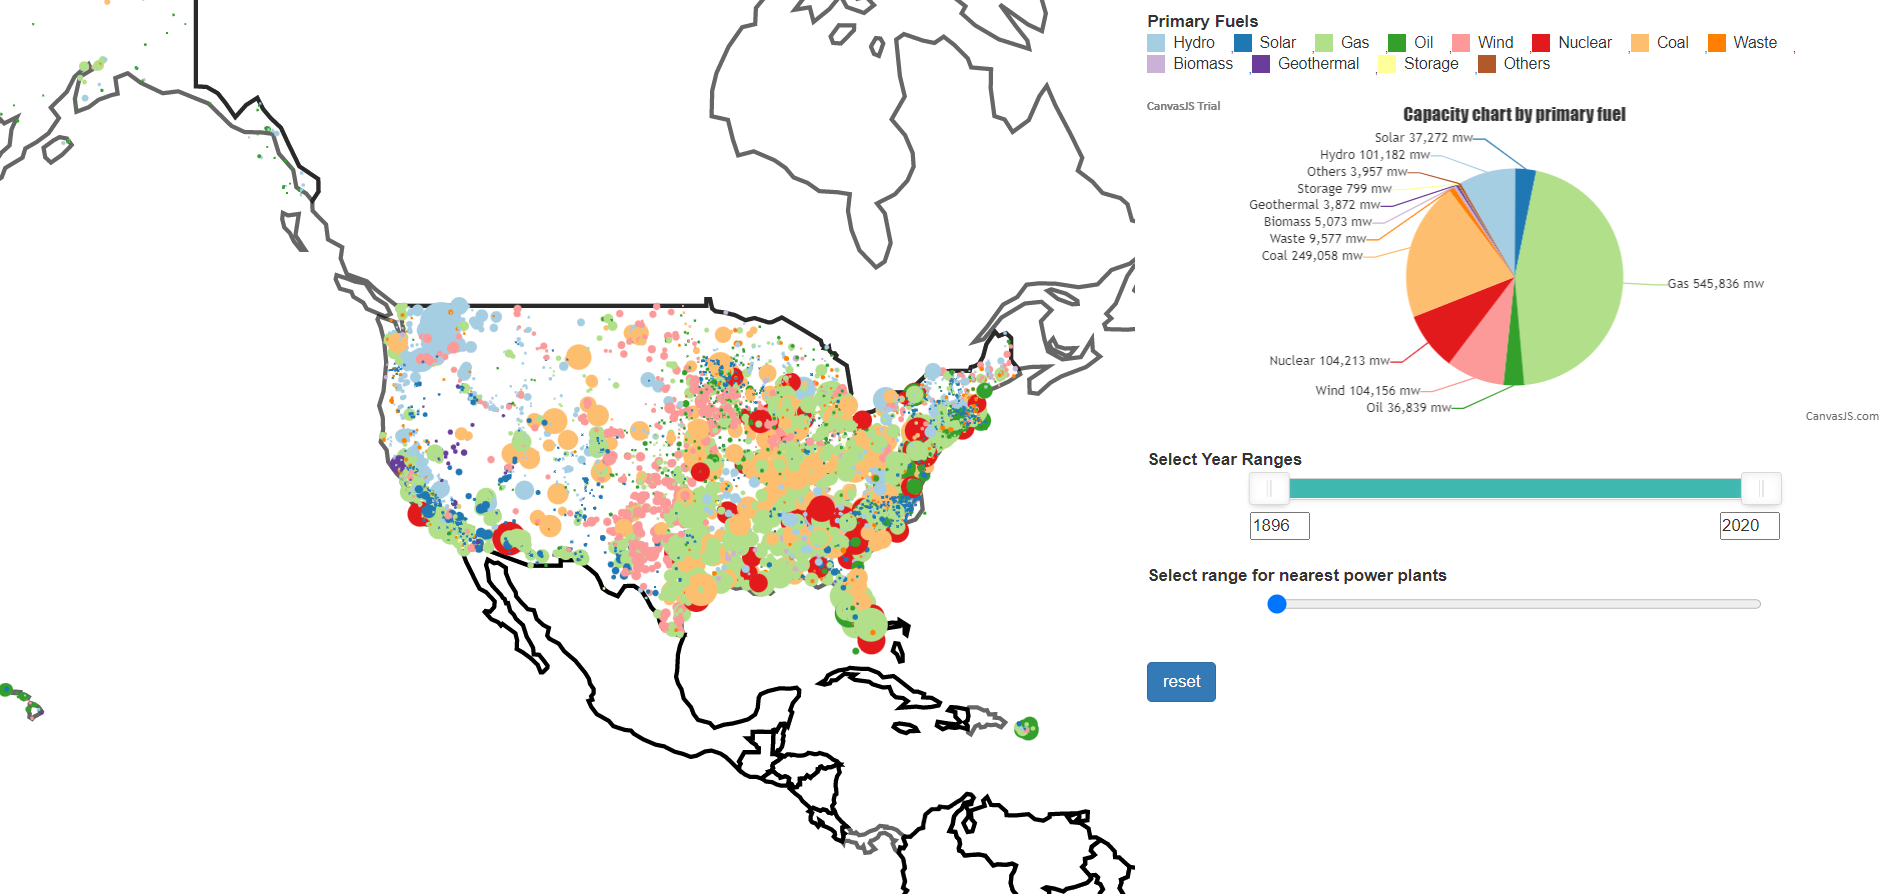 Primary Fuels
Hydro , Solar , Gas , Oil , Wind , Nuclear , Coal , Waste ,
Biomass , Geothermal , Storage , Others
CanvasJS Trial
Capacity chart by primary fuel
Solar 37,272 mw
Hydro 101,182 mw
Others 3,957 mw
Storage 799 mw
Geothermal 3,872 mw
Biomass 5,073 mw
Waste 9,577 mw
Coal 249,058 mw
Gas 545,836 mw
Nuclear 104,213 mw
Wind 104,156 mw
Oil 36,839 mw
CanvasJS.com
Select Year Ranges
1896 2020
Select range for nearest power plants
reset